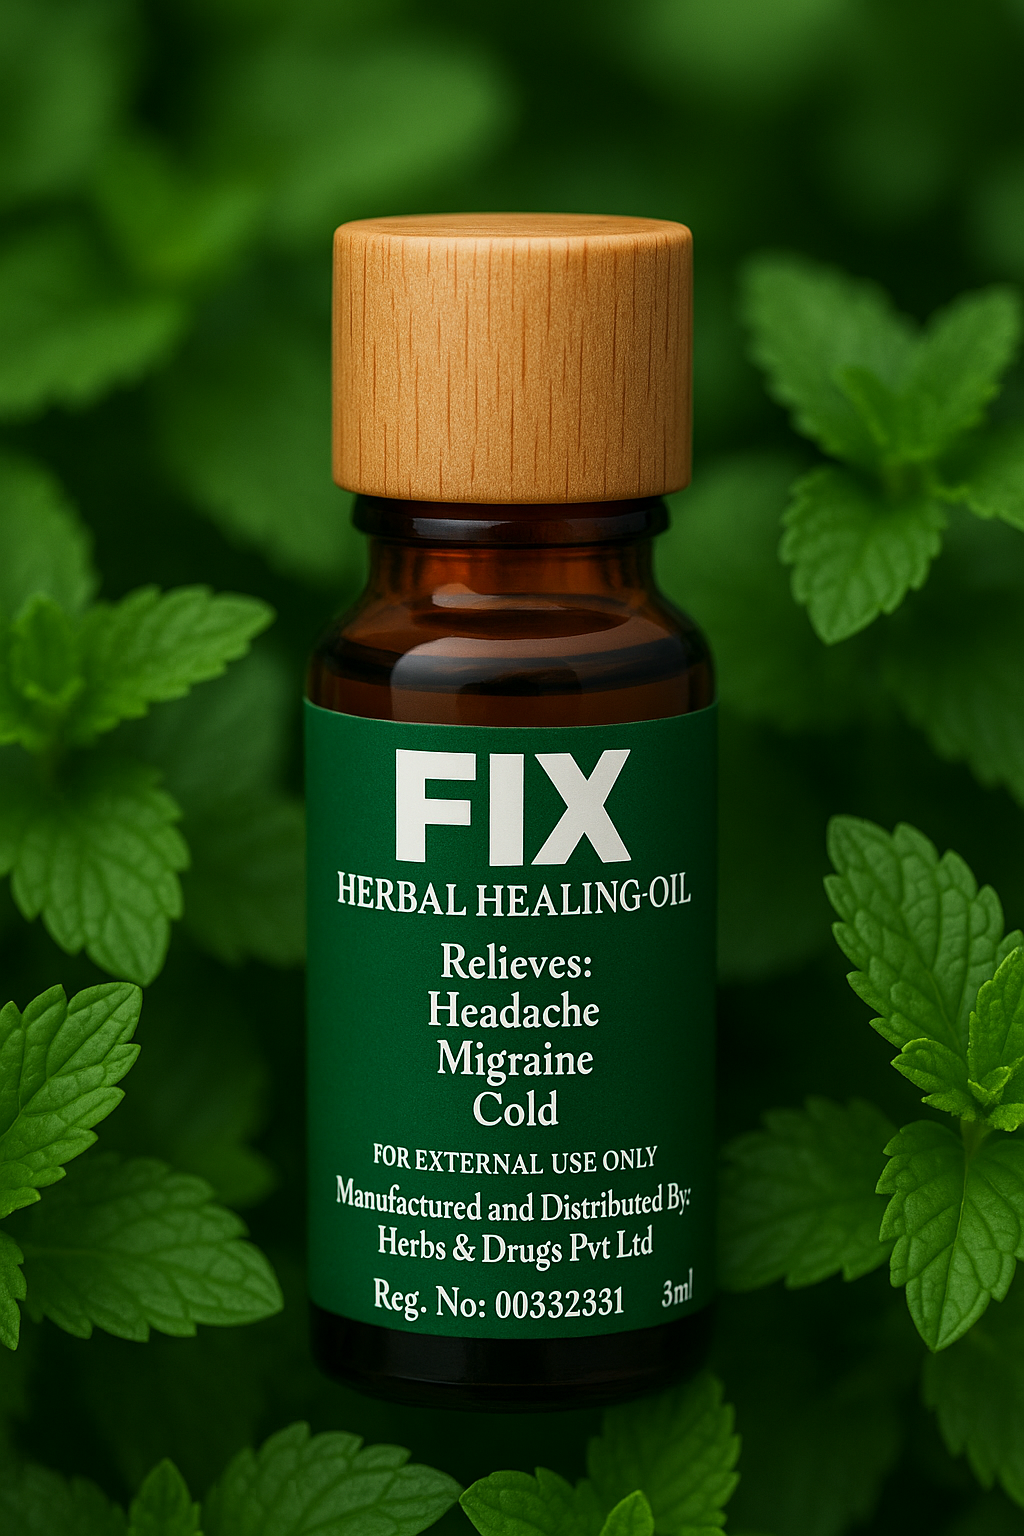 FIX
HERBAL HEALING-OIL
Relieves:
Headache
Migraine
Cold
FOR EXTERNAL USE ONLY
Manufactured and Distributed By:
Herbs & Drugs Pvt Ltd
Reg. No: 00332331 3ml